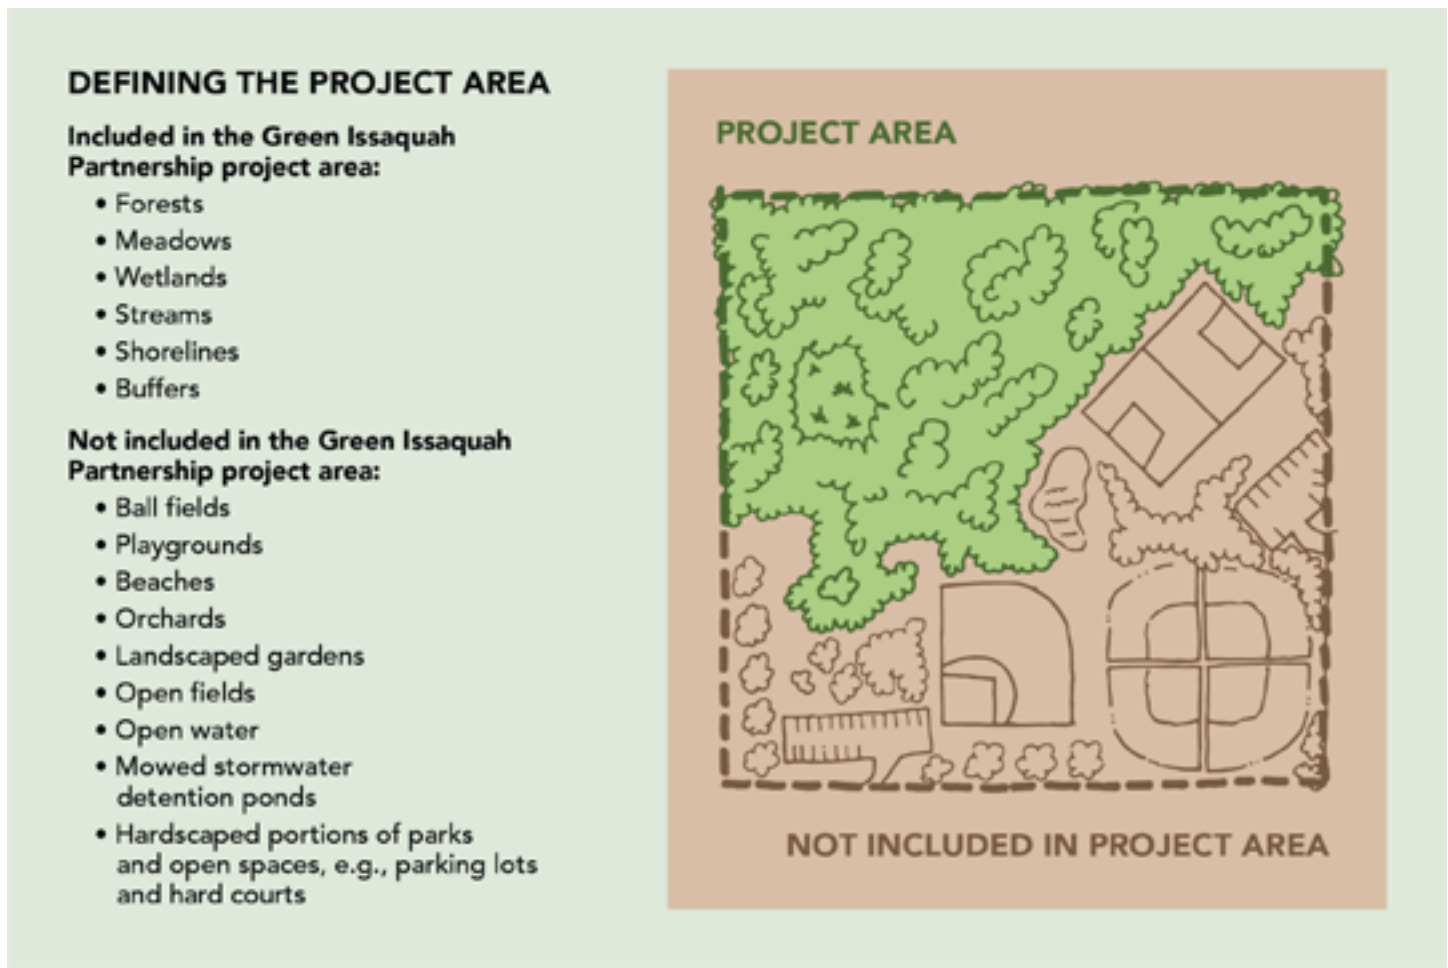 DEFINING THE PROJECT AREA
Included in the Green Issaquah
Partnership project area:
• Forests
• Meadows
• Wetlands
• Streams
• Shorelines
• Buffers
Not included in the Green Issaquah
Partnership project area:
• Ball fields
• Playgrounds
• Beaches
• Orchards
• Landscaped gardens
• Open fields
• Open water
• Mowed stormwater
detention ponds
• Hardscaped portions of parks
and open spaces, e.g., parking lots
and hard courts
PROJECT AREA
NOT INCLUDED IN PROJECT AREA